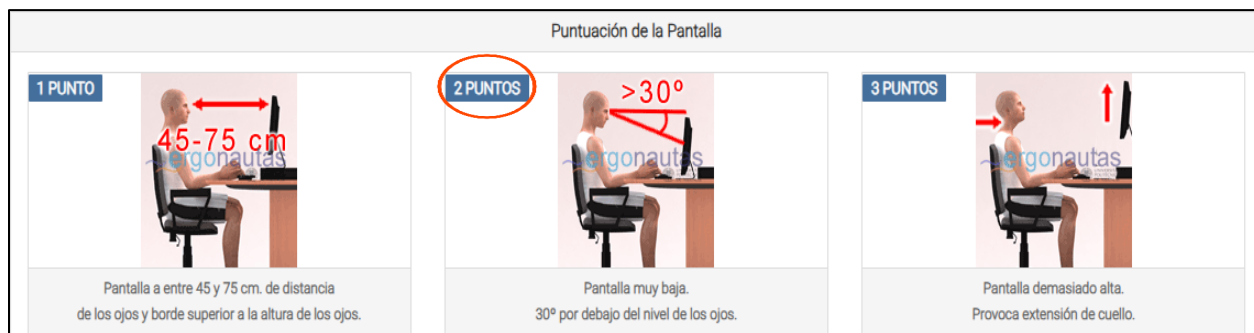 Puntuación de la Pantalla
1 PUNTO
45-75 cm
ergonautas
Pantalla a entre 45 y 75 cm. de distancia
de los ojos y borde superior a la altura de los ojos.
2 PUNTOS
>30º
ergonautas
Pantalla muy baja.
30º por debajo del nivel de los ojos.
3 PUNTOS
ergonautas
Pantalla demasiado alta.
Provoca extensión de cuello.